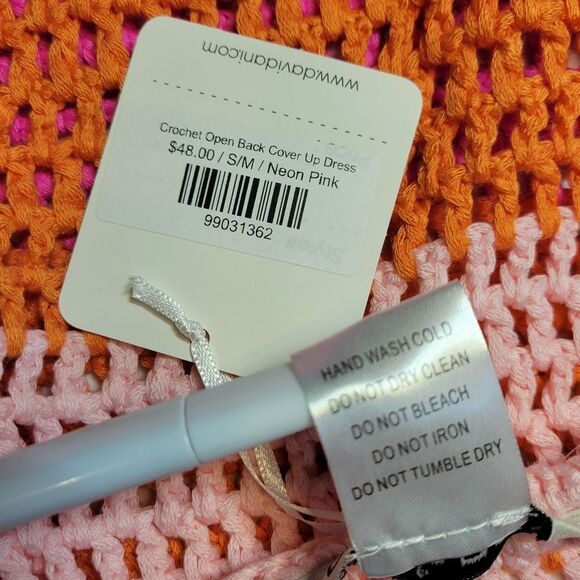 www.davidani.com
Crochet Open Back Cover Up Dress
$48.00 / S/M / Neon Pink
99031362
Style#
HAND WASH COLD
DO NOT DRY CLEAN
DO NOT BLEACH
DO NOT IRON
DO NOT TUMBLE DRY